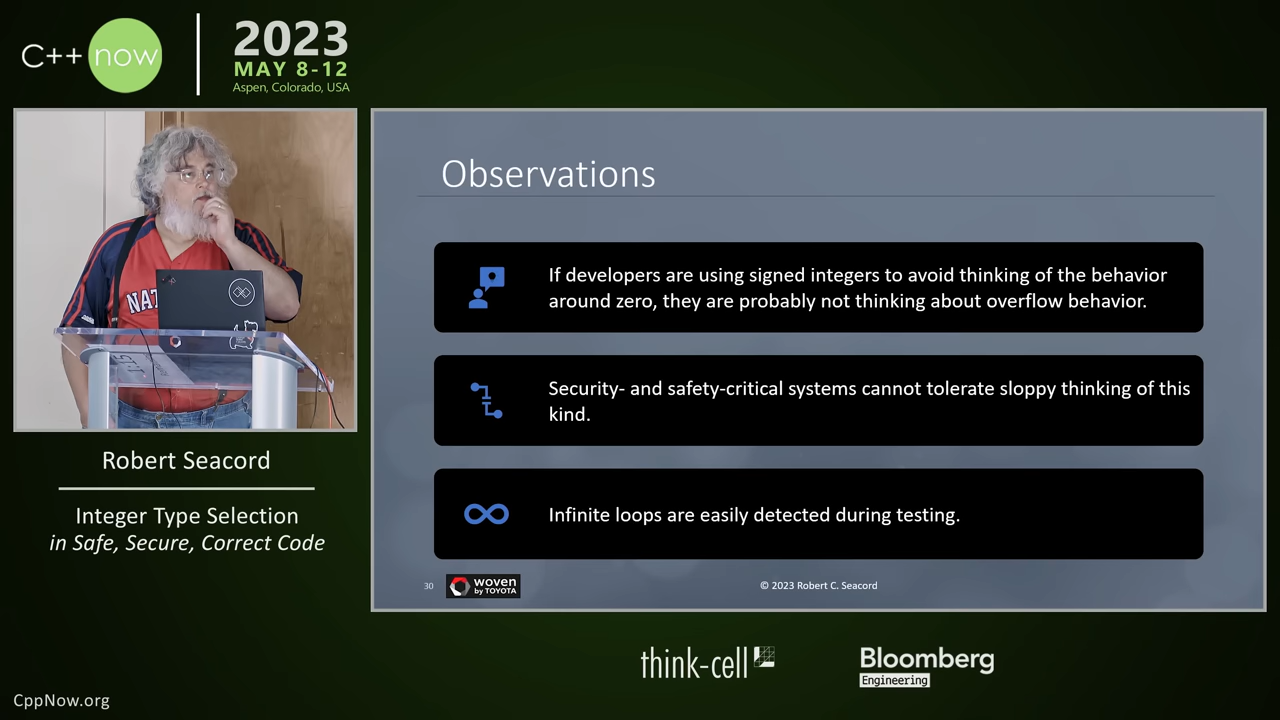 C++ now
2023
MAY 8-12
Aspen, Colorado, USA
NAT
Robert Seacord
Integer Type Selection
in Safe, Secure, Correct Code
Observations
If developers are using signed integers to avoid thinking of the behavior
around zero, they are probably not thinking about overflow behavior.
Security- and safety-critical systems cannot tolerate sloppy thinking of this
kind.
Infinite loops are easily detected during testing.
30
woven
by TOYOTA
© 2023 Robert C. Seacord
think-cell
Bloomberg
Engineering
CppNow.org